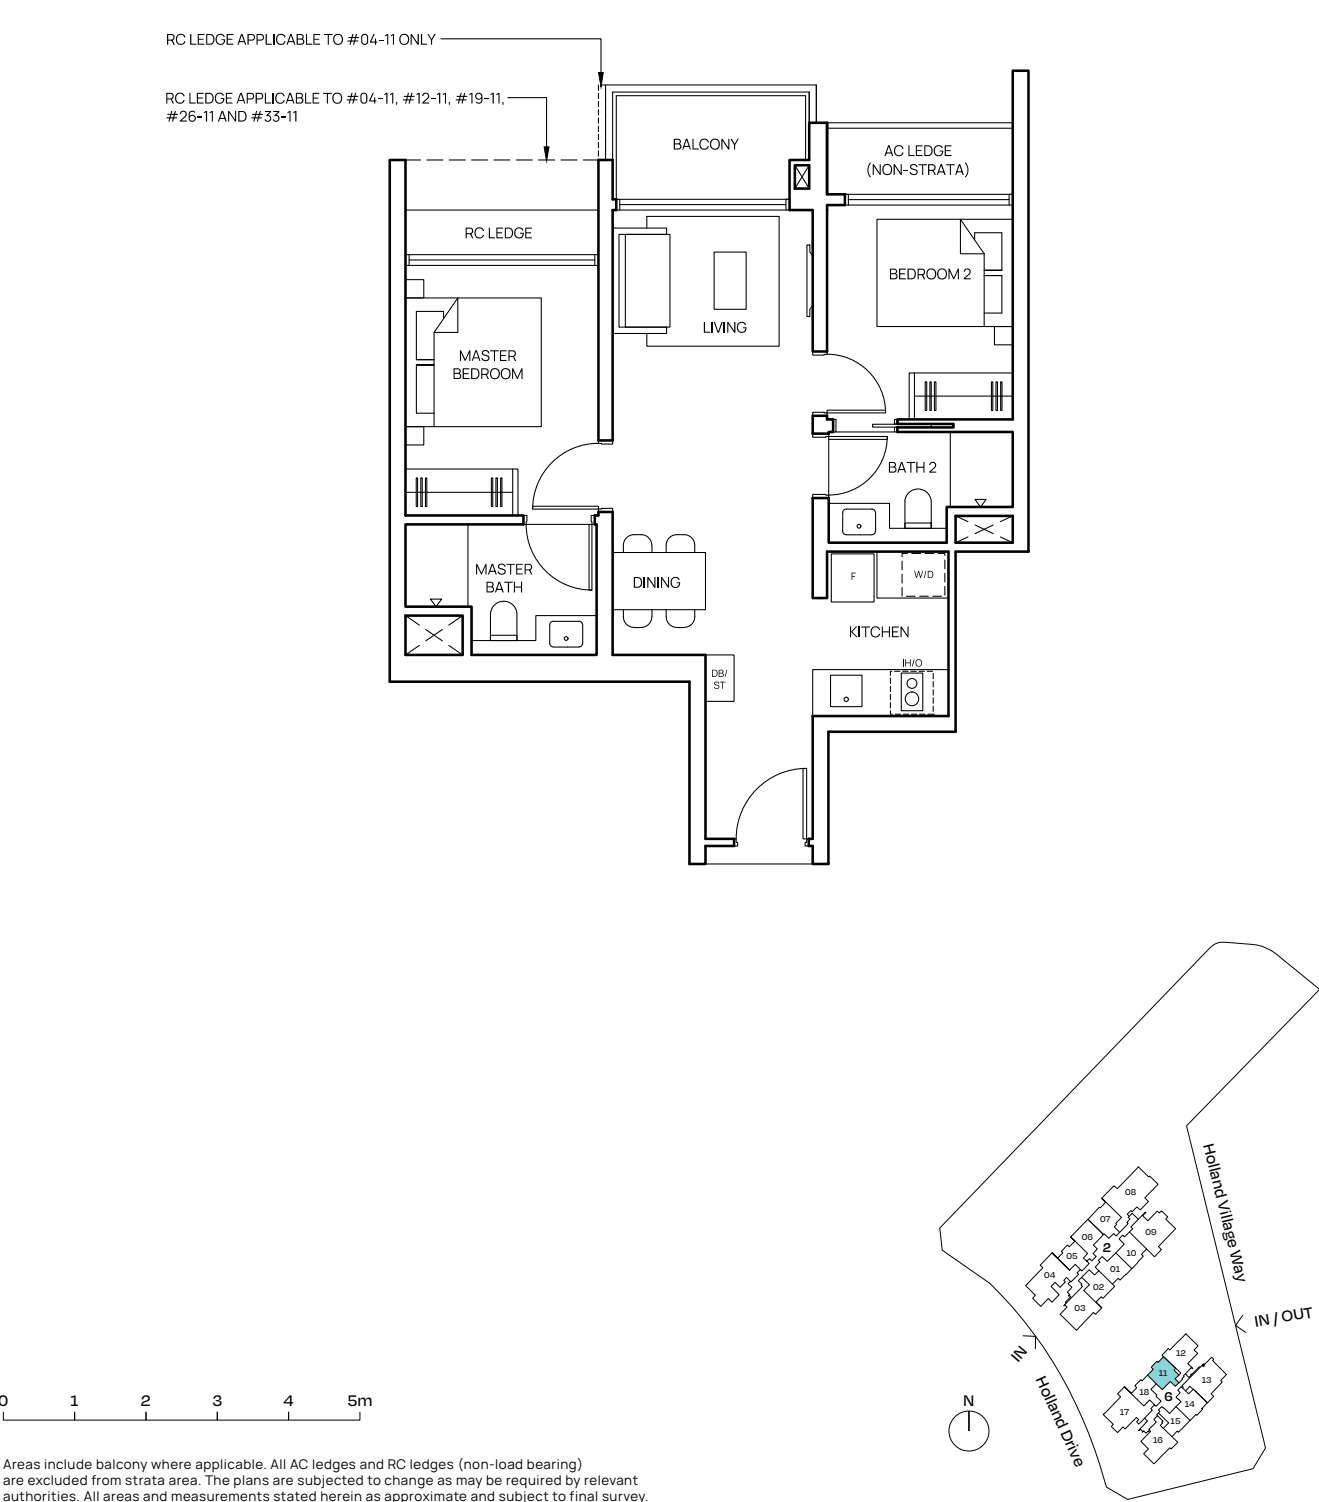 RC LEDGE APPLICABLE TO #04-11 ONLY
RC LEDGE APPLICABLE TO #04-11, #12-11, #19-11,
#26-11 AND #33-11
BALCONY
AC LEDGE
(NON-STRATA)
RC LEDGE
BEDROOM 2
LIVING
MASTER
BEDROOM
BATH 2
MASTER
BATH
DINING
F
W/D
KITCHEN
IH/O
DB/
ST
Holland Village Way
08
07
09
06
2
05
10
04
01
02
03
IN / OUT
IN
12
11
13
18
6
14
17
15
16
Holland Drive
N
0 1 2 3 4 5m
Areas include balcony where applicable. All AC ledges and RC ledges (non-load bearing)
are excluded from strata area. The plans are subjected to change as may be required by relevant
authorities. All areas and measurements stated herein as approximate and subject to final survey.